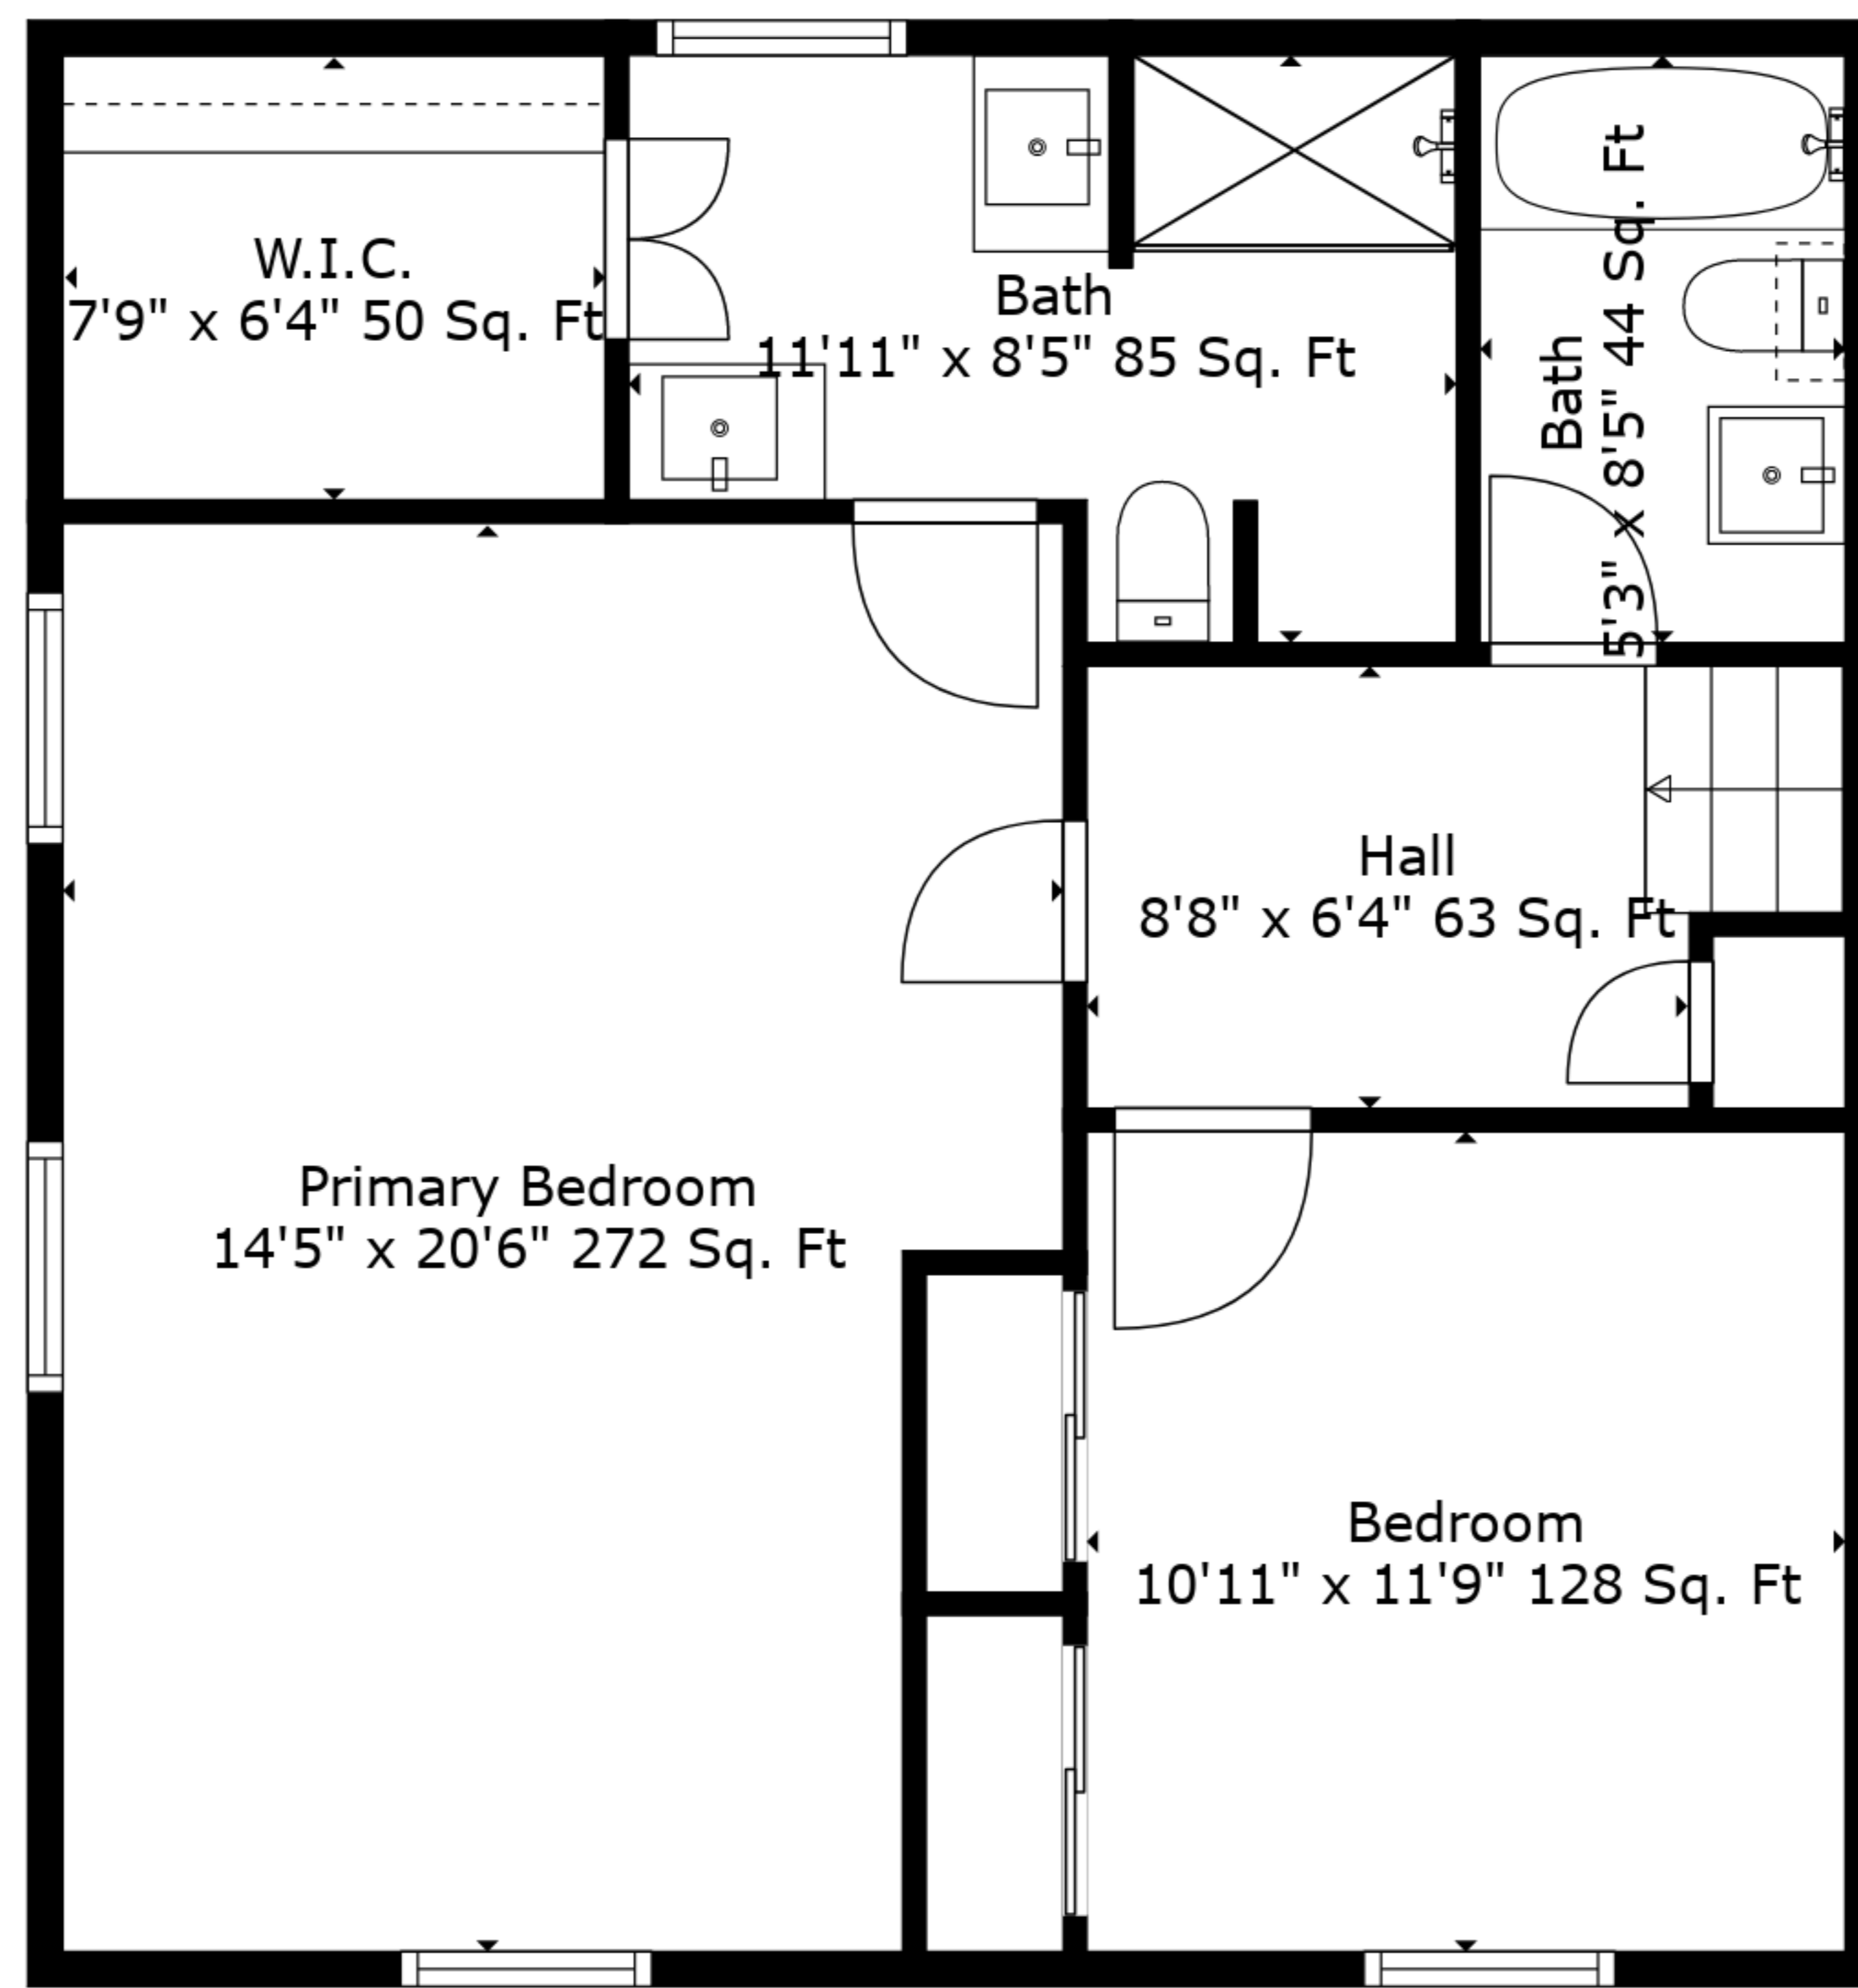 W.I.C.
7'9" x 6'4" 50 Sq. Ft
Bath
11'11" x 8'5" 85 Sq. Ft
Bath
5'3" x 8'5" 44 Sq. Ft
Hall
8'8" x 6'4" 63 Sq. Ft
Primary Bedroom
14'5" x 20'6" 272 Sq. Ft
Bedroom
10'11" x 11'9" 128 Sq. Ft